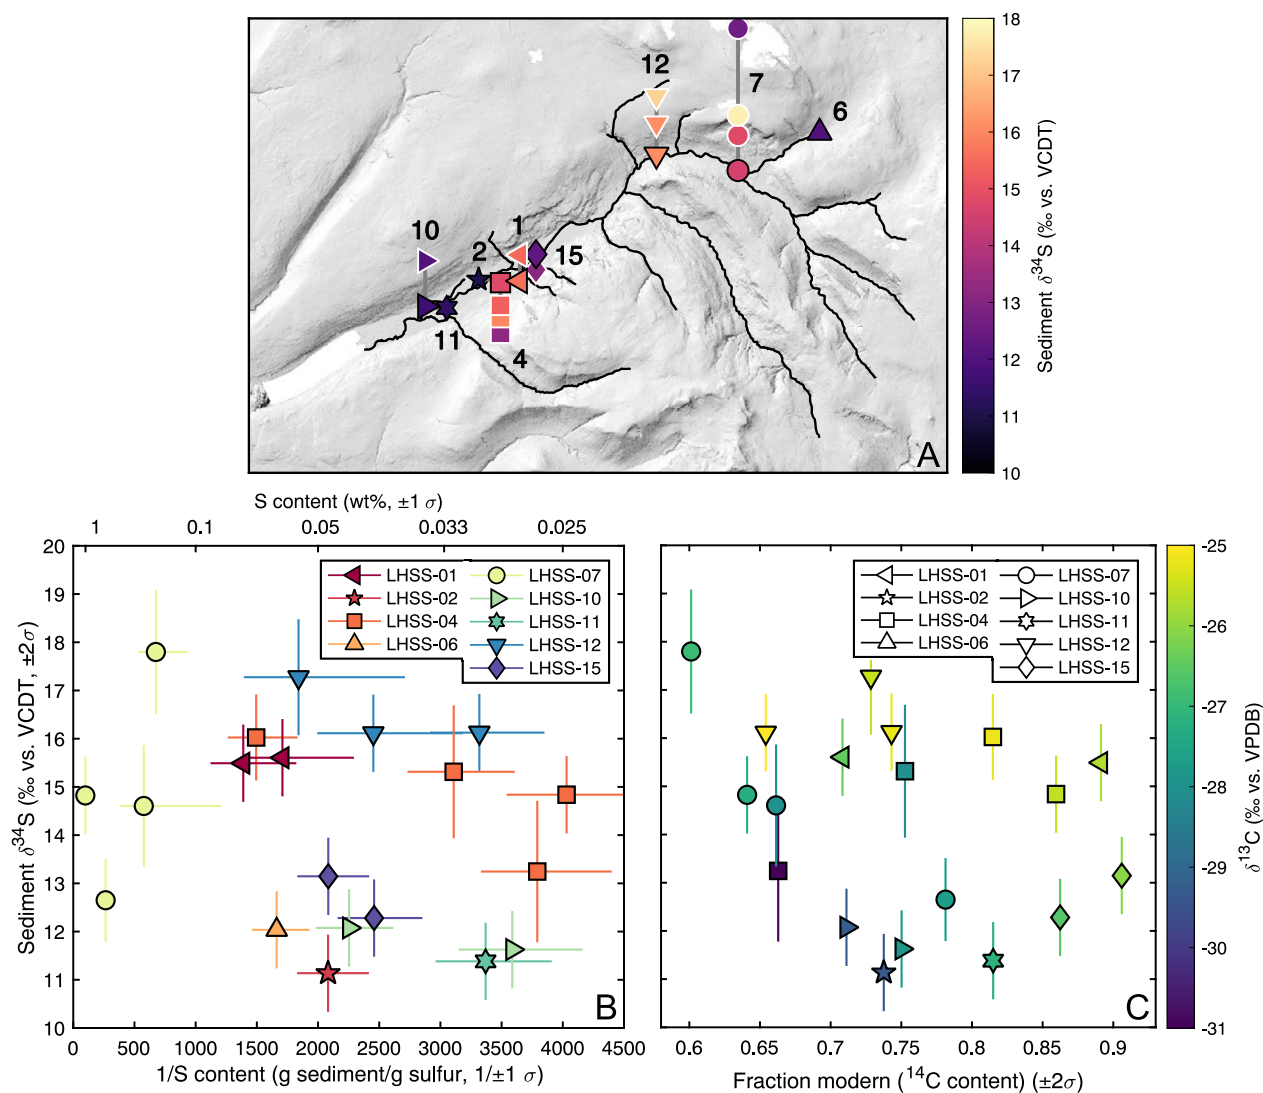 12
7
6
10
2
1
15
11
4
A
18
17
16
15
14
13
12
11
10
Sediment δ³⁴S (‰ vs. VCDT)
S content (wt%, ±1 σ)
1 0.1 0.05 0.033 0.025
20
19
18
17
16
15
14
13
12
11
10
Sediment δ³⁴S (‰ vs. VCDT, ±2σ)
LHSS-01 LHSS-07
LHSS-02 LHSS-10
LHSS-04 LHSS-11
LHSS-06 LHSS-12
LHSS-15
B
0 500 1000 1500 2000 2500 3000 3500 4000 4500
1/S content (g sediment/g sulfur, 1/±1 σ)
LHSS-01 LHSS-07
LHSS-02 LHSS-10
LHSS-04 LHSS-11
LHSS-06 LHSS-12
LHSS-15
C
0.6 0.65 0.7 0.75 0.8 0.85 0.9
Fraction modern (¹⁴C content) (±2σ)
-25
-26
-27
-28
-29
-30
-31
δ¹³C (‰ vs. VPDB)